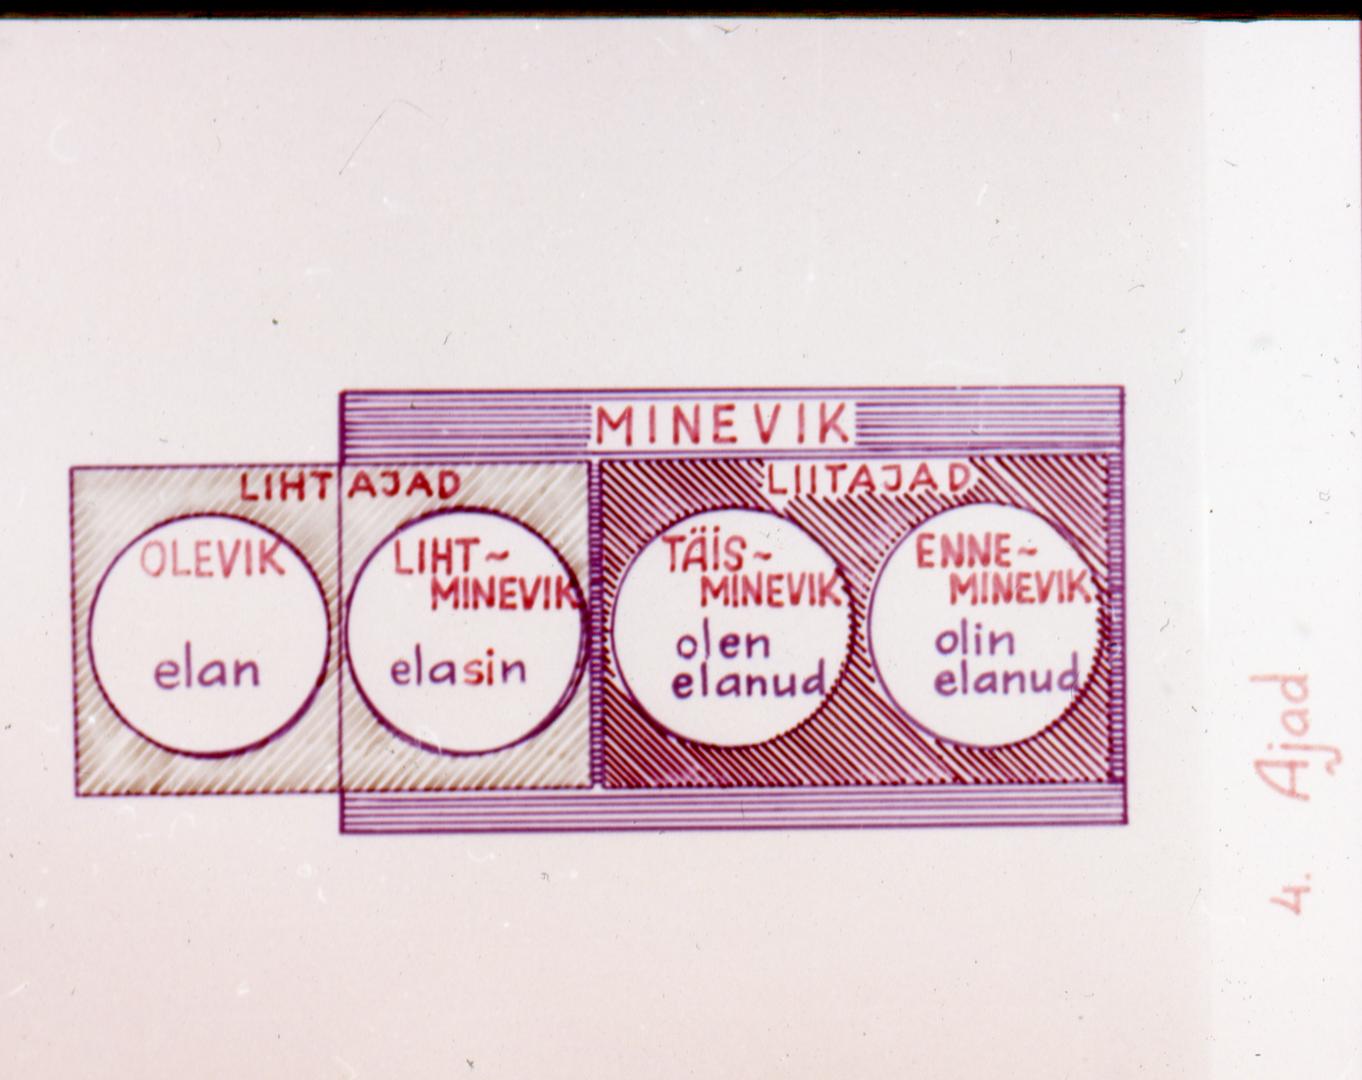 MINEVIK
LIHTAJAD
LIITAJAD
OLEVIK
elan
LIHT~
MINEVIK
elasin
TÄIS~
MINEVIK
olen
elanud
ENNE~
MINEVIK
olin
elanud
4. Ajad